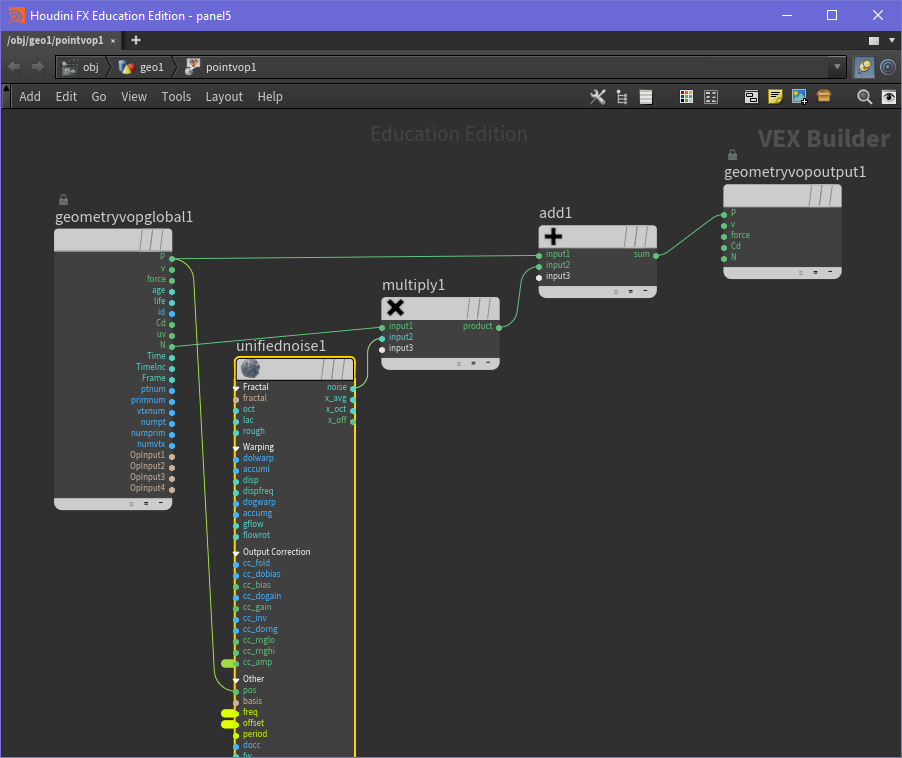 Houdini FX Education Edition - panel5
/obj/geo1/pointvop1
obj geo1 pointvop1
Add Edit Go View Tools Layout Help
Education Edition
VEX Builder
geometryvopglobal1
P
v
force
age
life
id
Cd
uv
N
Time
TimeInc
Frame
ptnum
primnum
vtxnum
numpt
numprim
numvtx
OpInput1
OpInput2
OpInput3
OpInput4
unifiednoise1
Fractal noise
fractal x_avg
oct x_oct
lac x_off
rough
Warping
dolwarp
accuml
disp
dispfreq
dogwarp
accumg
gflow
flowrot
Output Correction
cc_fold
cc_dobias
cc_bias
cc_dogain
cc_gain
cc_inv
cc_dorng
cc_rnglo
cc_rnghi
cc_amp
Other
pos
basis
freq
offset
period
docc
fw
multiply1
input1 product
input2
input3
add1
input1 sum
input2
input3
geometryvopoutput1
P
v
force
Cd
N